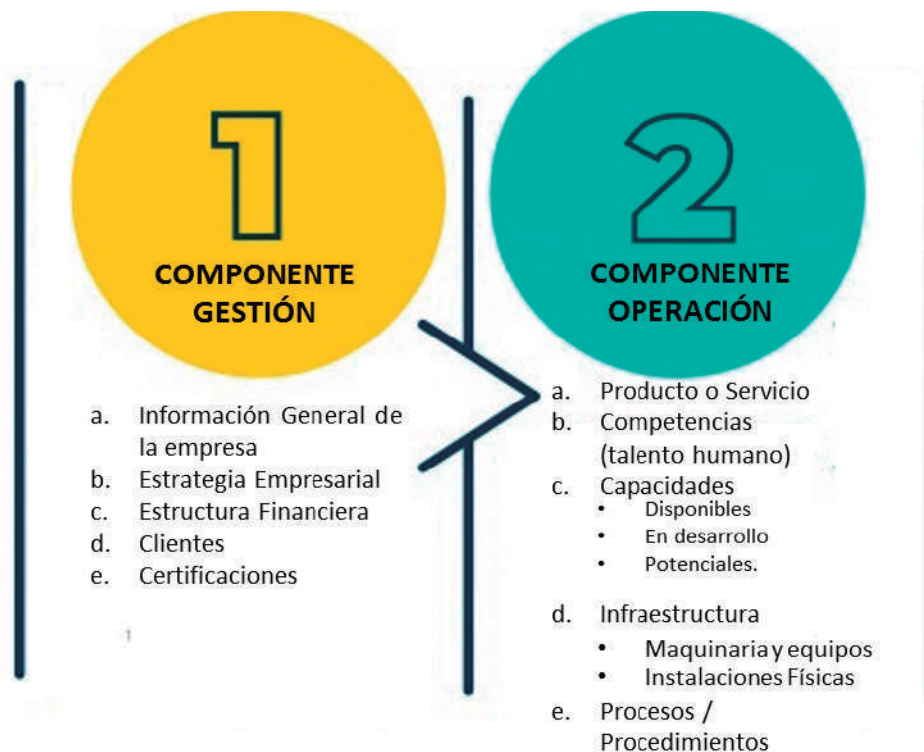 1
COMPONENTE
GESTIÓN
a. Información General de
la empresa
b. Estrategia Empresarial
c. Estructura Financiera
d. Clientes
e. Certificaciones
1
2
COMPONENTE
OPERACIÓN
a. Producto o Servicio
b. Competencias
(talento humano)
c. Capacidades
• Disponibles
• En desarrollo
• Potenciales.
d. Infraestructura
• Maquinaria y equipos
• Instalaciones Físicas
e. Procesos /
Procedimientos